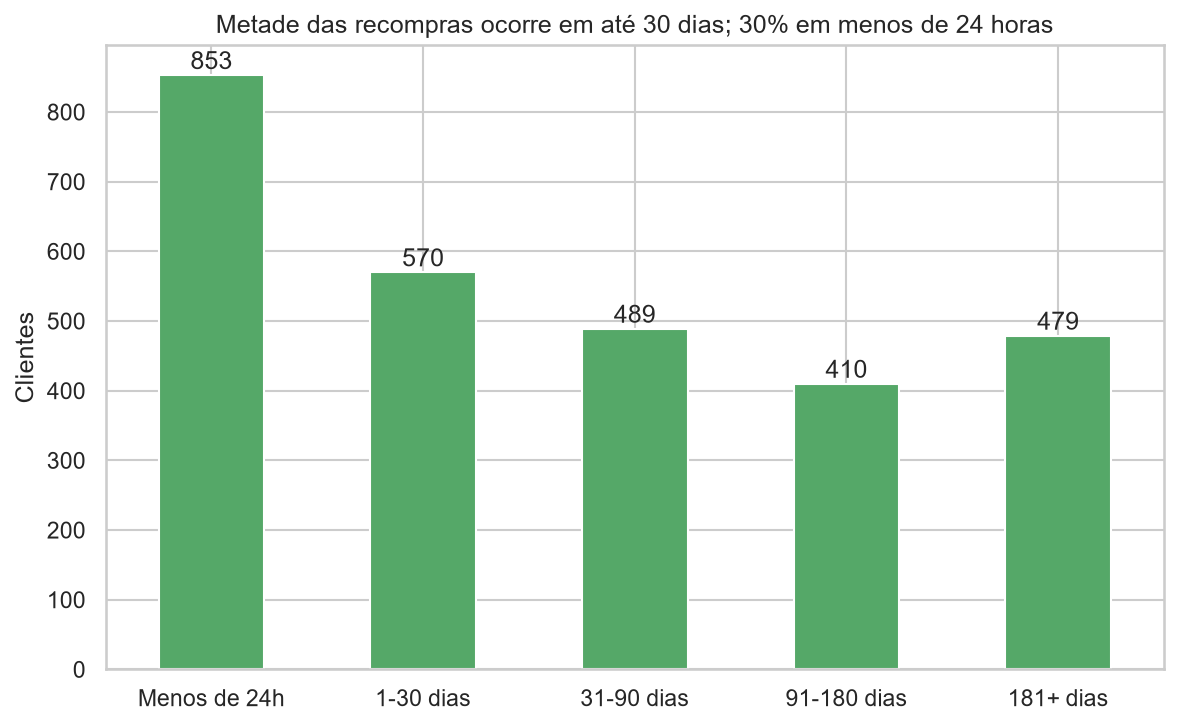 Metade das recompras ocorre em até 30 dias; 30% em menos de 24 horas
853
800
700
600
570
500
489
479
410
400
300
200
100
0
Clientes
Menos de 24h
1-30 dias
31-90 dias
91-180 dias
181+ dias